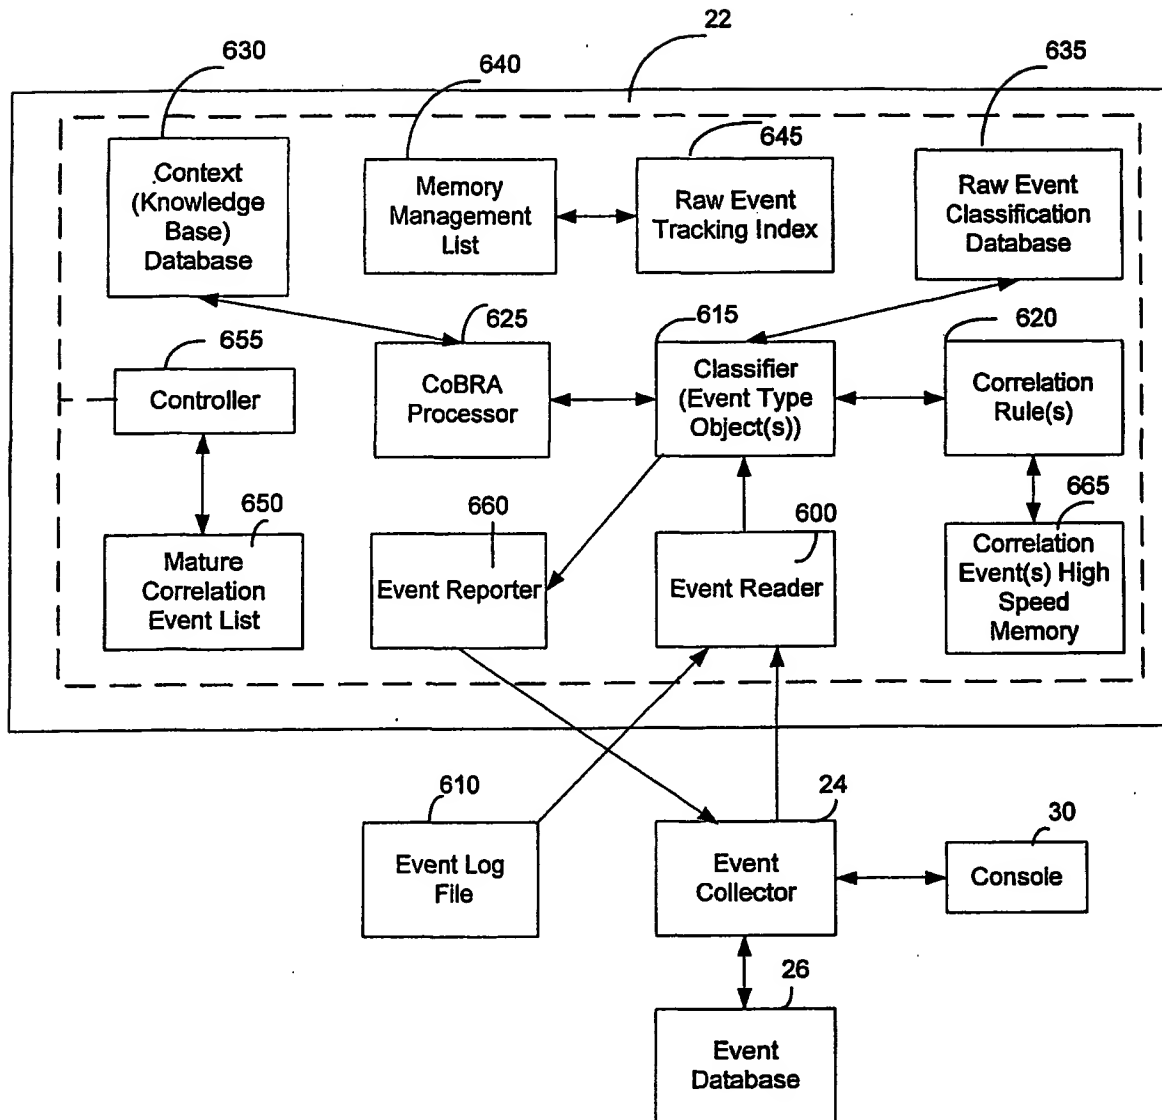 22
630
640
635
645
Context
(Knowledge
Base)
Database
Memory
Management
List
Raw Event
Tracking Index
Raw Event
Classification
Database
655
625
615
620
Controller
CoBRA
Processor
Classifier
(Event Type
Object(s))
Correlation
Rule(s)
650
660
600
665
Mature
Correlation
Event List
Event Reporter
Event Reader
Correlation
Event(s) High
Speed
Memory
610
24
30
Event Log
File
Event
Collector
Console
26
Event
Database